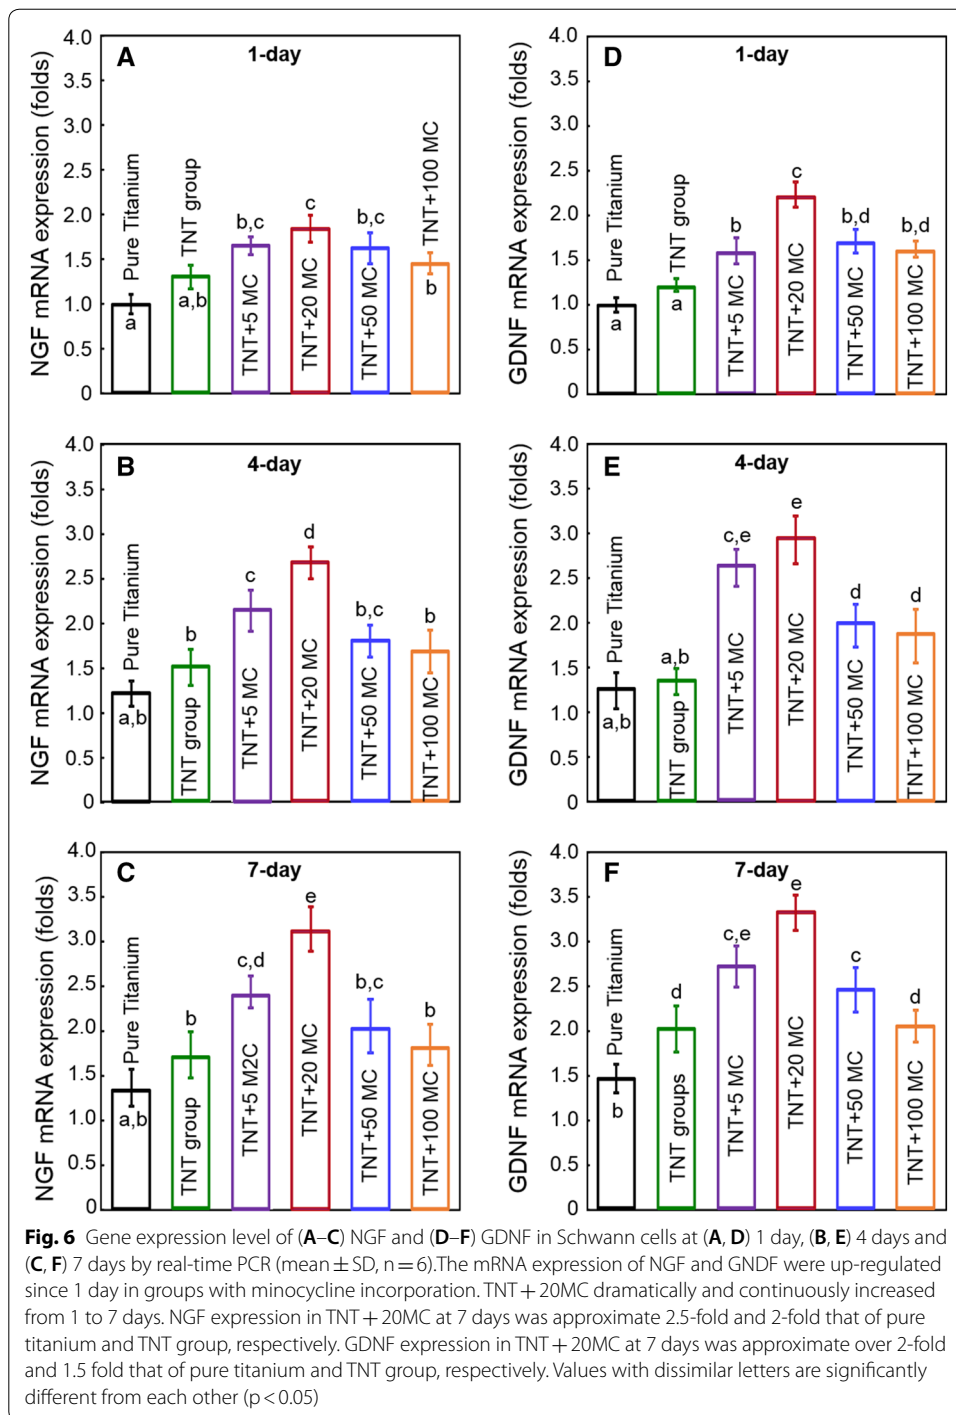 NGF mRNA expression (folds)
4.0
3.5
3.0
2.5
2.0
1.5
1.0
0.5
0
A
1-day
Pure Titanium
a
TNT group
a,b
TNT+5 MC
b,c
TNT+20 MC
c
TNT+50 MC
b,c
TNT+100 MC
b
GDNF mRNA expression (folds)
4.0
3.5
3.0
2.5
2.0
1.5
1.0
0.5
0
D
1-day
Pure Titanium
a
TNT group
a
TNT+5 MC
b
TNT+20 MC
c
TNT+50 MC
b,d
TNT+100 MC
b,d
NGF mRNA expression (folds)
4.0
3.5
3.0
2.5
2.0
1.5
1.0
0.5
0
B
4-day
Pure Titanium
a,b
TNT group
b
TNT+5 MC
c
TNT+20 MC
d
TNT+50 MC
b,c
TNT+100 MC
b
GDNF mRNA expression (folds)
4.0
3.5
3.0
2.5
2.0
1.5
1.0
0.5
0
E
4-day
Pure Titanium
a,b
TNT group
a,b
TNT+5 MC
c,e
TNT+20 MC
e
TNT+50 MC
d
TNT+100 MC
d
NGF mRNA expression (folds)
4.0
3.5
3.0
2.5
2.0
1.5
1.0
0.5
0
C
7-day
Pure Titanium
a,b
TNT group
b
TNT+5 M2C
c,d
TNT+20 MC
e
TNT+50 MC
b,c
TNT+100 MC
b
GDNF mRNA expression (folds)
4.0
3.5
3.0
2.5
2.0
1.5
1.0
0.5
0
F
7-day
Pure Titanium
b
TNT groups
d
TNT+5 MC
c,e
TNT+20 MC
e
TNT+50 MC
c
TNT+100 MC
d
Fig. 6 Gene expression level of (A–C) NGF and (D–F) GDNF in Schwann cells at (A, D) 1 day, (B, E) 4 days and
(C, F) 7 days by real-time PCR (mean ± SD, n = 6).The mRNA expression of NGF and GNDF were up-regulated
since 1 day in groups with minocycline incorporation. TNT + 20MC dramatically and continuously increased
from 1 to 7 days. NGF expression in TNT + 20MC at 7 days was approximate 2.5-fold and 2-fold that of pure
titanium and TNT group, respectively. GDNF expression in TNT + 20MC at 7 days was approximate over 2-fold
and 1.5 fold that of pure titanium and TNT group, respectively. Values with dissimilar letters are significantly
different from each other (p < 0.05)